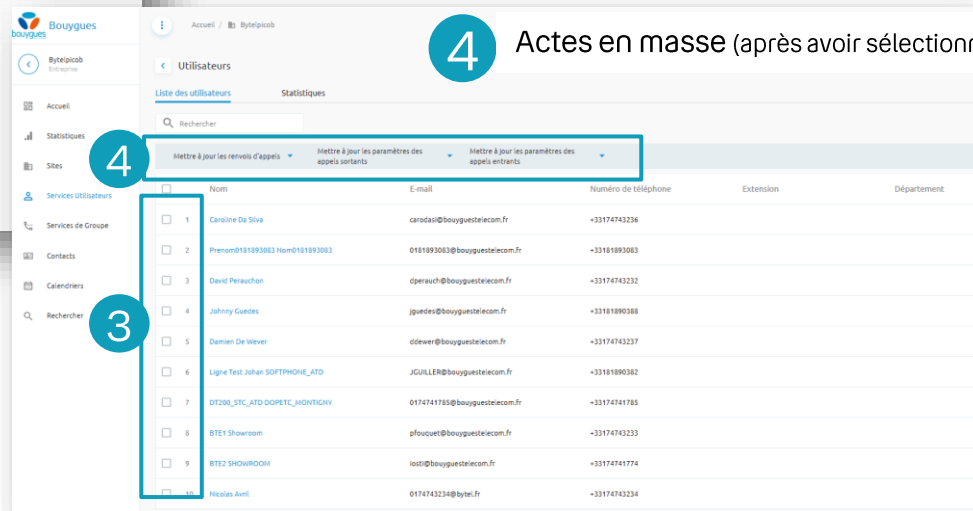 Bouygues
bouygues
Accueil / Bytelpicob
4
Actes en masse (après avoir sélectionn
Bytelpicob
Entreprise
Utilisateurs
Liste des utilisateurs
Statistiques
Rechercher
Accueil
Statistiques
Sites
Services Utilisateurs
Services de Groupe
Contacts
Calendriers
Rechercher
4
3
Mettre à jour les renvois d'appels
Mettre à jour les paramètres des
appels sortants
Mettre à jour les paramètres des
appels entrants
Nom E-mail Numéro de téléphone Extension Département
1 Caroline Da Silva carodasi@bouyguestelecom.fr +33174743236
2 Prenom0181893083 Nom0181893083 0181893083@bouyguestelecom.fr +33181893083
3 David Perauchon dperauch@bouyguestelecom.fr +33174743232
4 Johnny Guedes jguedes@bouyguestelecom.fr +33181890388
5 Damien De Wever ddewer@bouyguestelecom.fr +33174743237
6 Ligne Test Johan SOFTPHONE_ATD JGUILLER@bouyguestelecom.fr +33181890382
7 DT200_STC_ATD DOPETC_MONTIGNY 0174741785@bouyguestelecom.fr +33174741785
8 BTE1 Showroom pfouquet@bouyguestelecom.fr +33174743233
9 BTE2 SHOWROOM iosti@bouyguestelecom.fr +33174741774
10 Nicolas Avril 0174743234@bytel.fr +33174743234